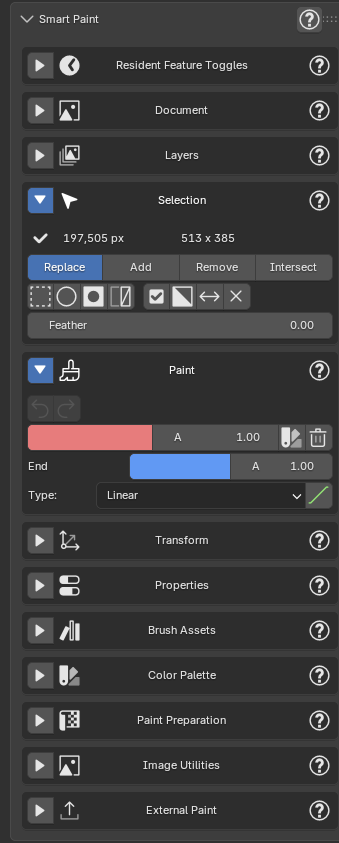 Smart Paint
Resident Feature Toggles
Document
Layers
Selection
197,505 px 513 x 385
Replace Add Remove Intersect
Feather 0.00
Paint
A 1.00
End A 1.00
Type: Linear
Transform
Properties
Brush Assets
Color Palette
Paint Preparation
Image Utilities
External Paint